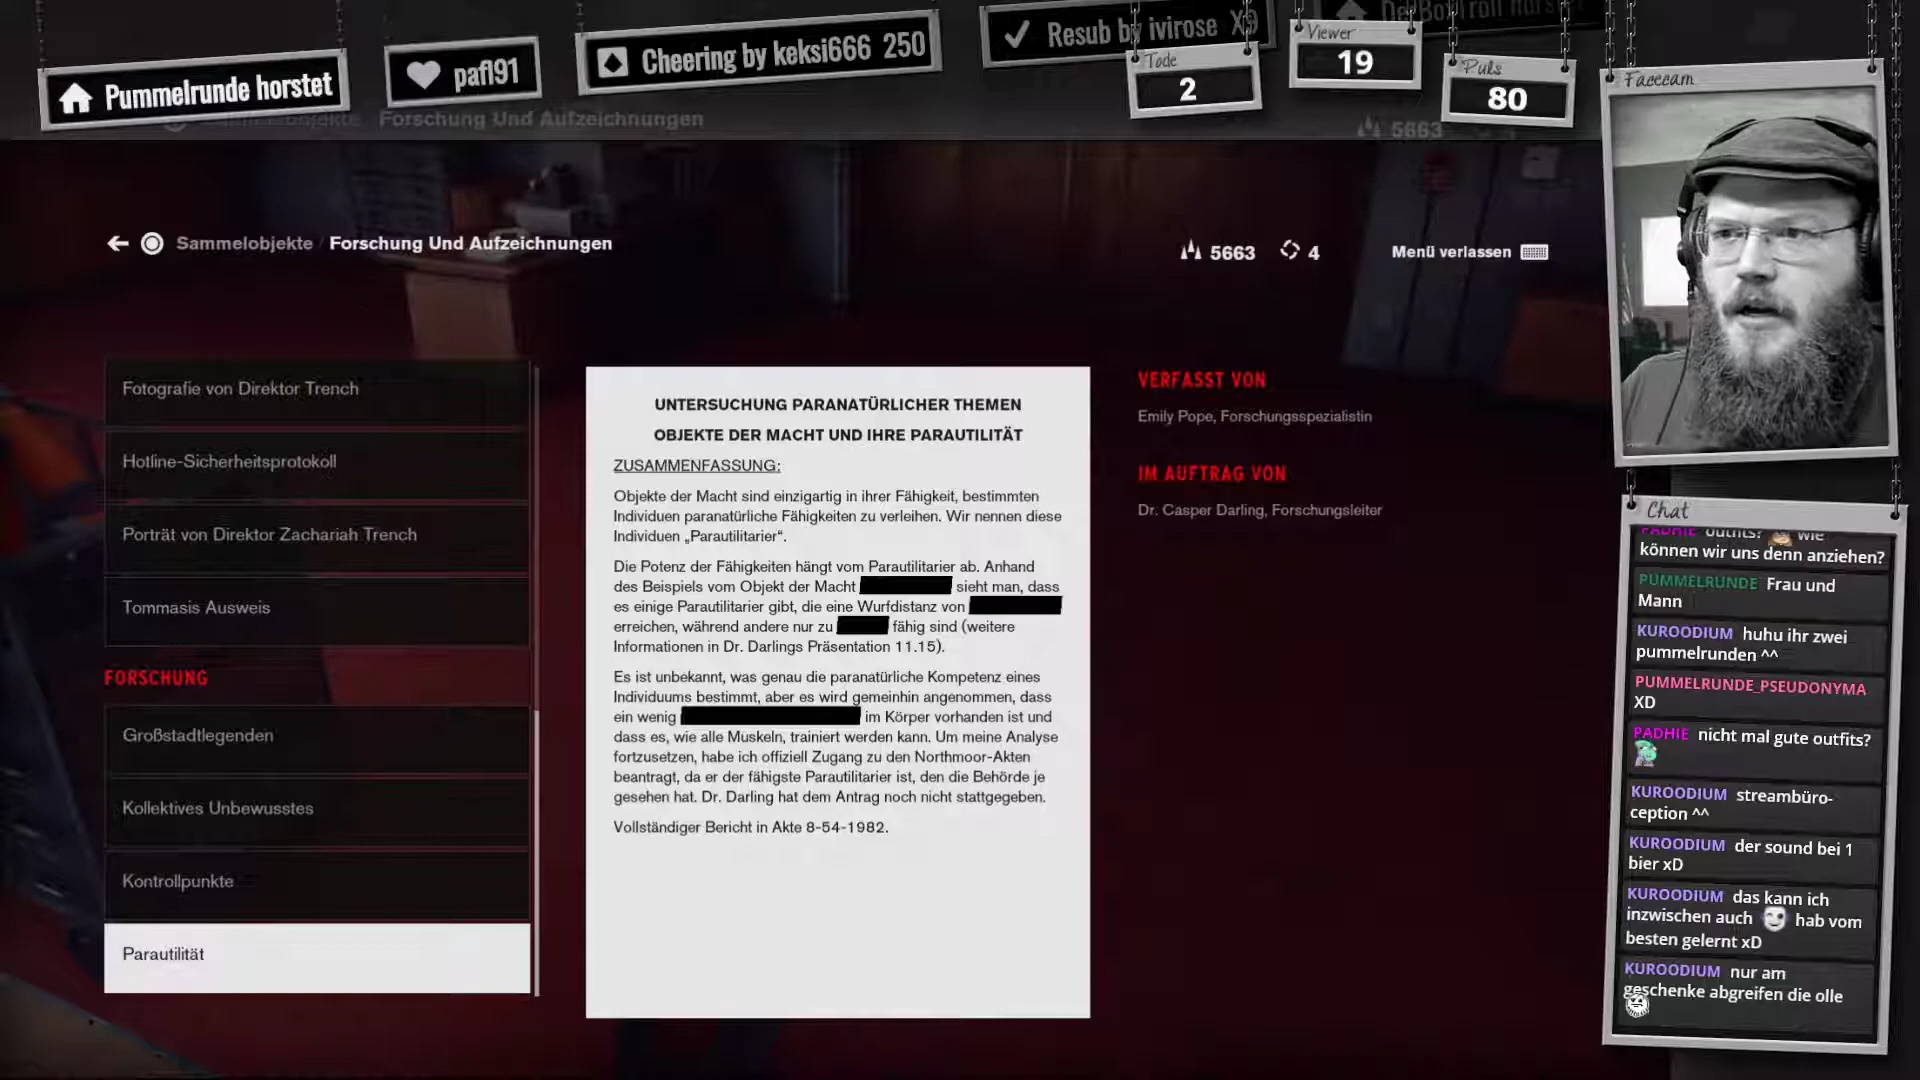 Pummelrunde horstet
pafl91
Cheering by keksi666 250
Resub by ivirose X9
Tode
2
Viewer
19
Puls
80
Facecam
Forschung Und Aufzeichnungen
5663
Sammelobjekte / Forschung Und Aufzeichnungen
5663
4
Menü verlassen
Fotografie von Direktor Trench
Hotline-Sicherheitsprotokoll
Porträt von Direktor Zachariah Trench
Tommasis Ausweis
FORSCHUNG
Großstadtlegenden
Kollektives Unbewusstes
Kontrollpunkte
Parautilität
UNTERSUCHUNG PARANATÜRLICHER THEMEN
OBJEKTE DER MACHT UND IHRE PARAUTILITÄT
ZUSAMMENFASSUNG:
Objekte der Macht sind einzigartig in ihrer Fähigkeit, bestimmten
Individuen paranatürliche Fähigkeiten zu verleihen. Wir nennen diese
Individuen „Parautilitarier“.
Die Potenz der Fähigkeiten hängt vom Parautilitarier ab. Anhand
des Beispiels vom Objekt der Macht sieht man, dass
es einige Parautilitarier gibt, die eine Wurfdistanz von
erreichen, während andere nur zu fähig sind (weitere
Informationen in Dr. Darlings Präsentation 11.15).
Es ist unbekannt, was genau die paranatürliche Kompetenz eines
Individuums bestimmt, aber es wird gemeinhin angenommen, dass
ein wenig im Körper vorhanden ist und
dass es, wie alle Muskeln, trainiert werden kann. Um meine Analyse
fortzusetzen, habe ich offiziell Zugang zu den Northmoor-Akten
beantragt, da er der fähigste Parautilitarier ist, den die Behörde je
gesehen hat. Dr. Darling hat dem Antrag noch nicht stattgegeben.
Vollständiger Bericht in Akte 8-54-1982.
VERFASST VON
Emily Pope, Forschungsspezialistin
IM AUFTRAG VON
Dr. Casper Darling, Forschungsleiter
Chat
PADHIE outfits? wie
können wir uns denn anziehen?
PUMMELRUNDE Frau und
Mann
KUROODIUM huhu ihr zwei
pummelrunden ^^
PUMMELRUNDE_PSEUDONYMA
XD
PADHIE nicht mal gute outfits?
KUROODIUM streambüro-
ception ^^
KUROODIUM der sound bei 1
bier xD
KUROODIUM das kann ich
inzwischen auch hab vom
besten gelernt xD
KUROODIUM nur am
geschenke abgreifen die olle